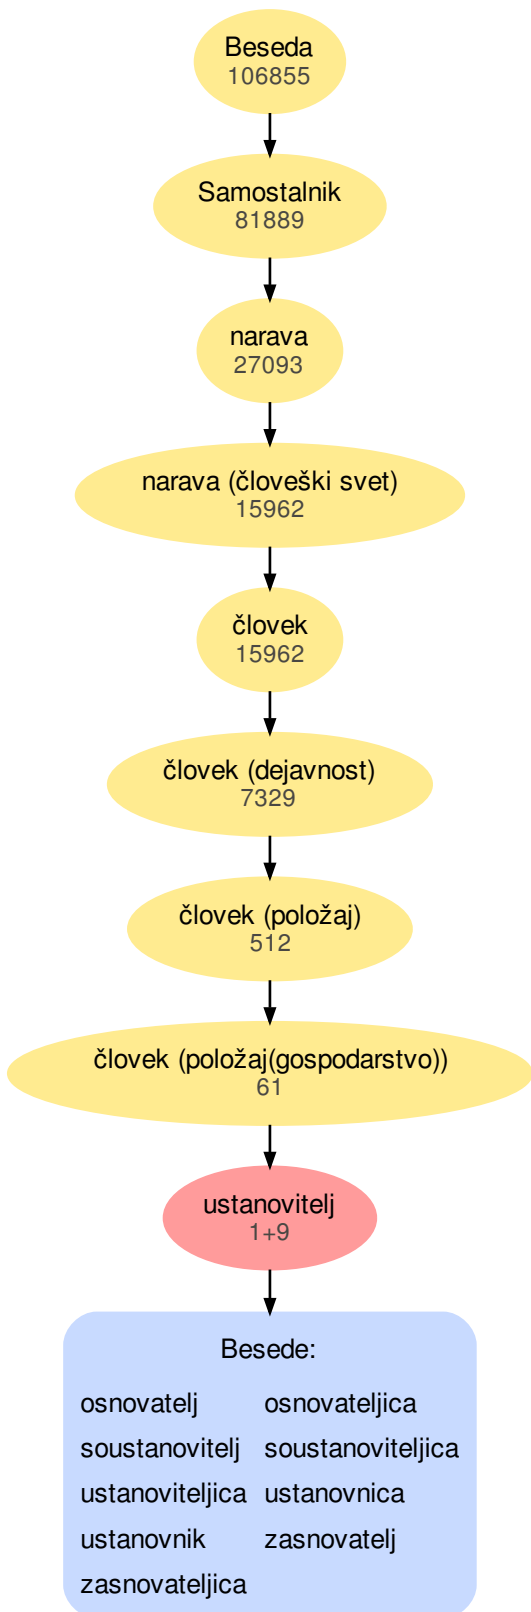 Beseda
106855
Samostalnik
81889
narava
27093
narava (človeški svet)
15962
človek
15962
človek (dejavnost)
7329
človek (položaj)
512
človek (položaj(gospodarstvo))
61
ustanovitelj
1+9
Besede:
osnovatelj osnovateljica
soustanovitelj soustanoviteljica
ustanoviteljica ustanovnica
ustanovnik zasnovatelj
zasnovateljica